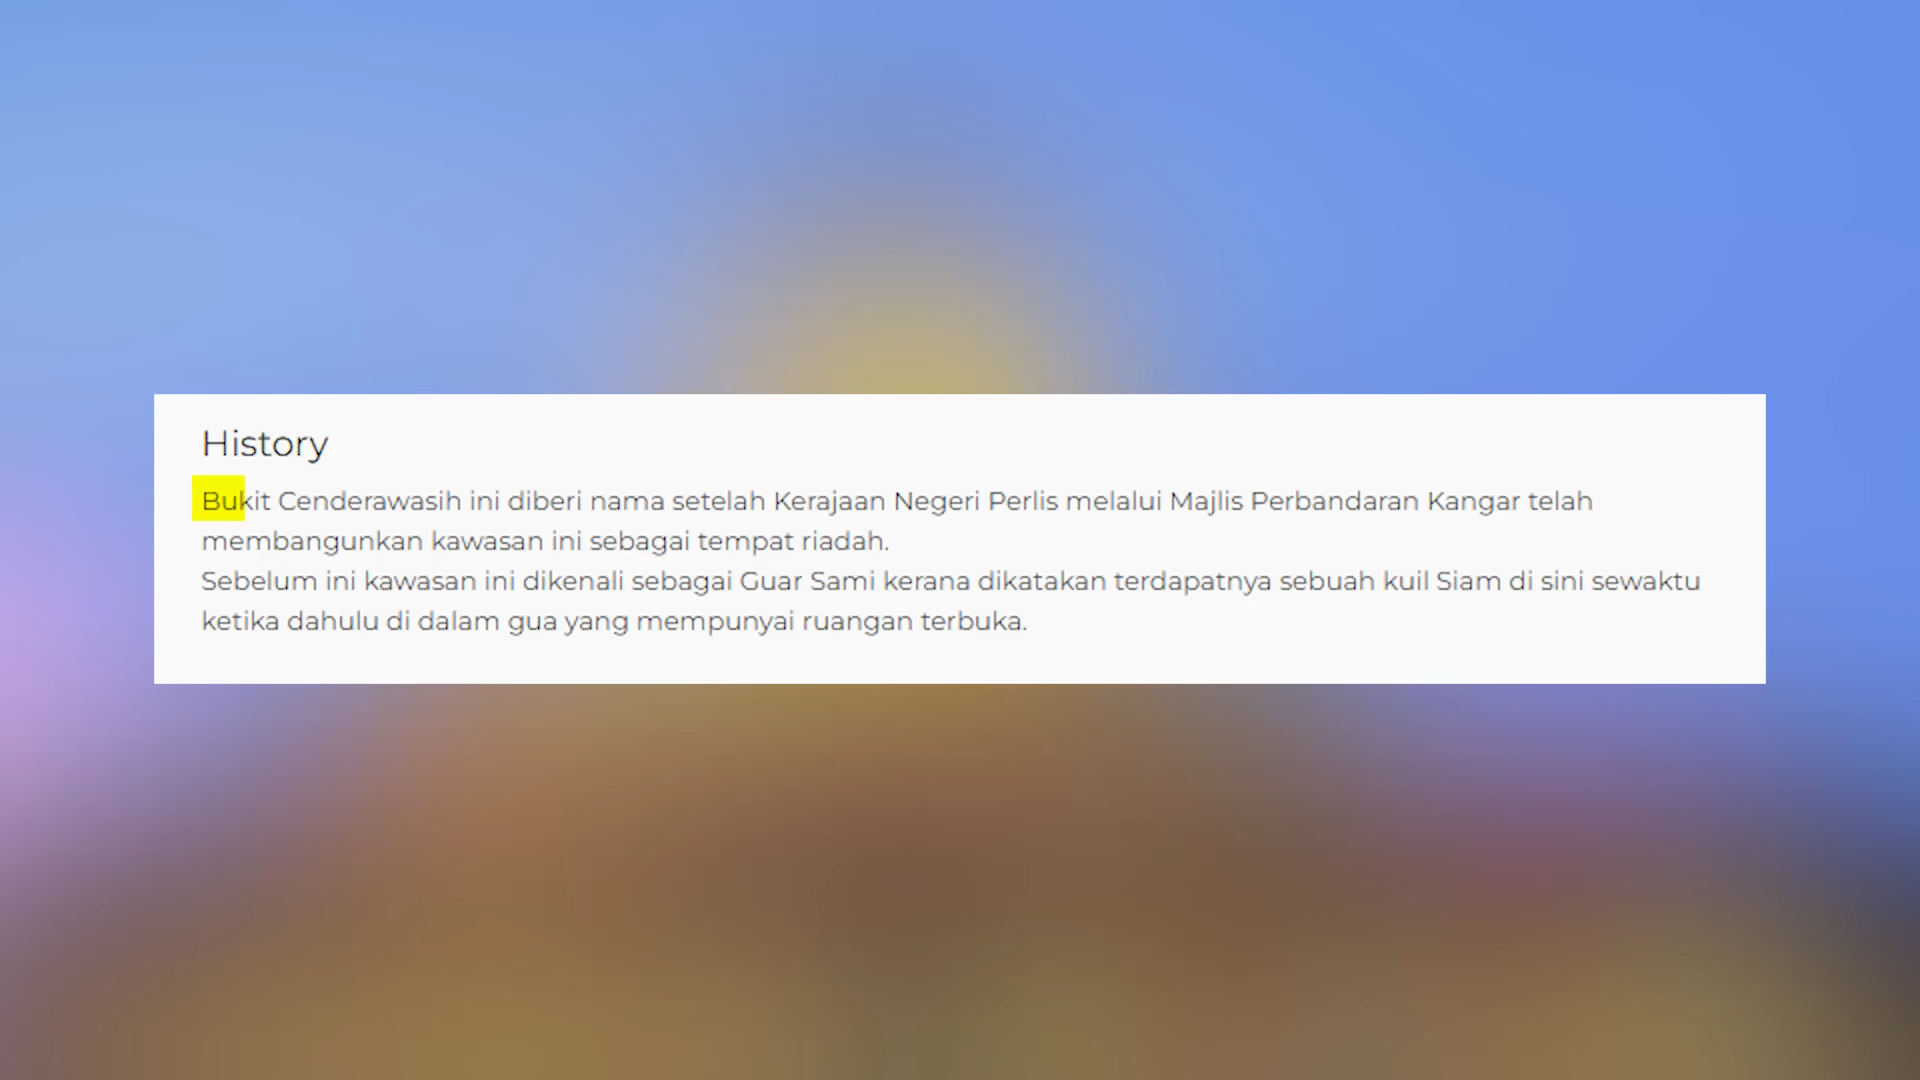 History
Bukit Cenderawasih ini diberi nama setelah Kerajaan Negeri Perlis melalui Majlis Perbandaran Kangar telah
membangunkan kawasan ini sebagai tempat riadah.
Sebelum ini kawasan ini dikenali sebagai Guar Sami kerana dikatakan terdapatnya sebuah kuil Siam di sini sewaktu
ketika dahulu di dalam gua yang mempunyai ruangan terbuka.